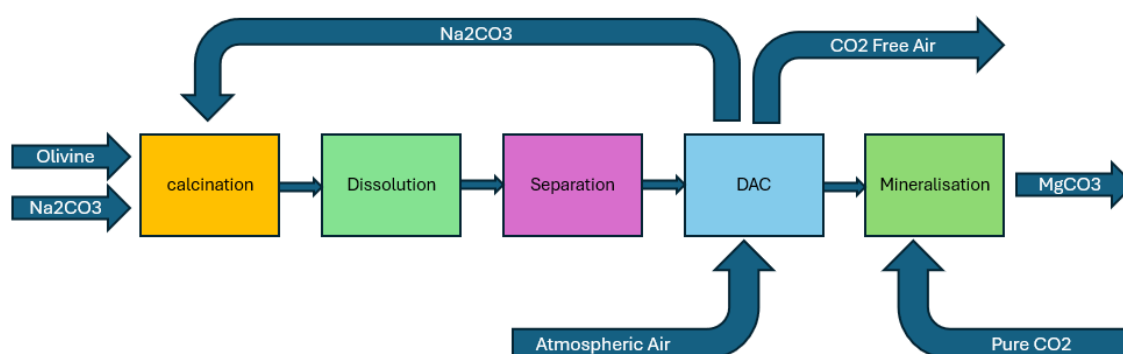 Na2CO3
CO2 Free Air
Olivine
Na2CO3
calcination
Dissolution
Separation
DAC
Mineralisation
MgCO3
Atmospheric Air
Pure CO2